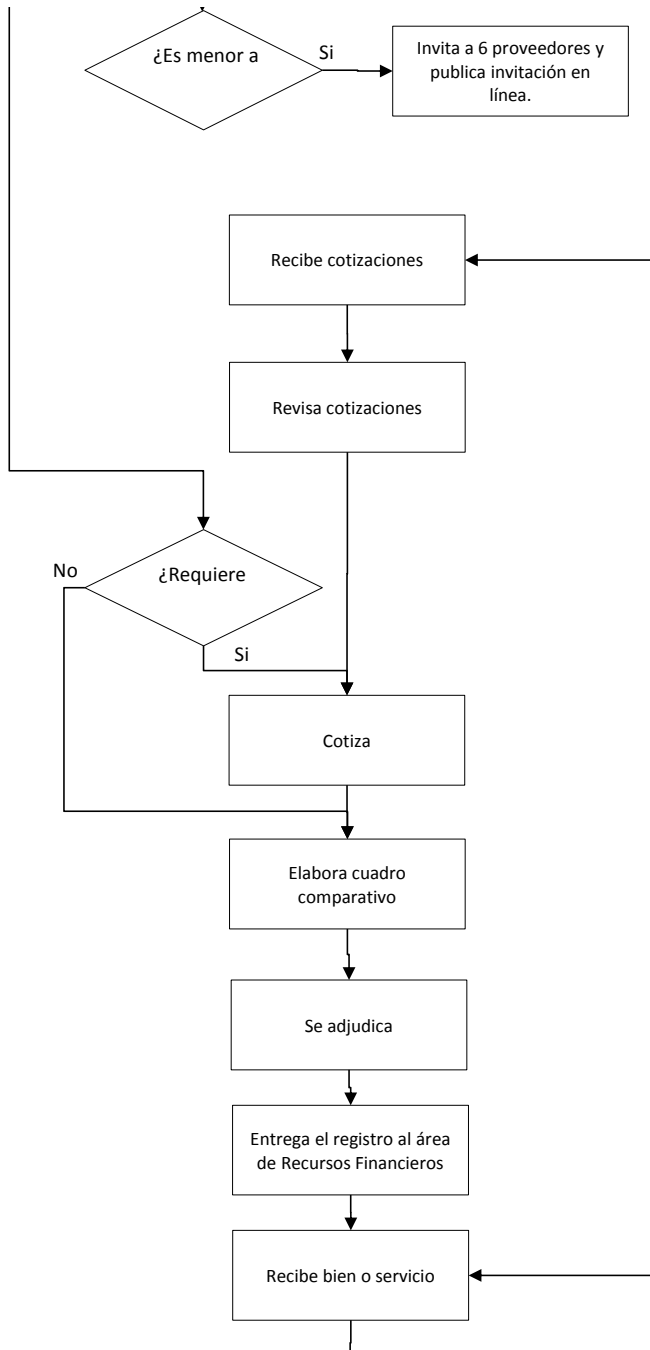 ¿Es menor a
Si
Invita a 6 proveedores y
publica invitación en
línea.
Recibe cotizaciones
Revisa cotizaciones
No
¿Requiere
Si
Cotiza
Elabora cuadro
comparativo
Se adjudica
Entrega el registro al área
de Recursos Financieros
Recibe bien o servicio